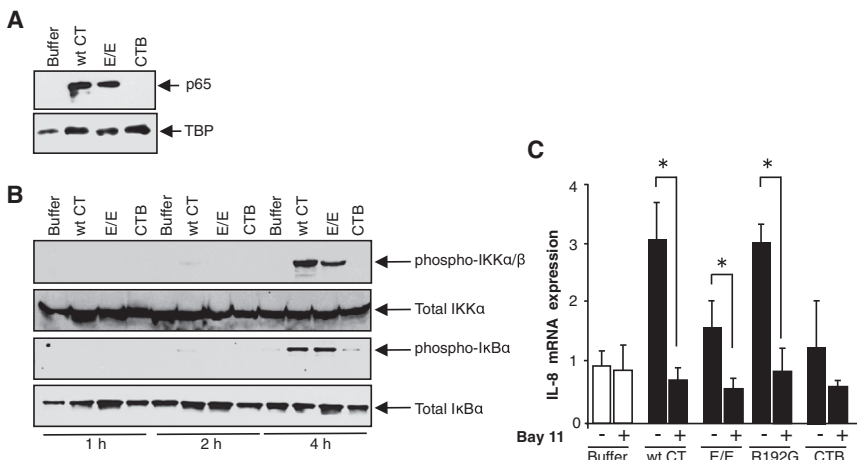 A
Buffer
wt CT
E/E
CTB
p65
TBP
B
Buffer
wt CT
E/E
CTB
Buffer
wt CT
E/E
CTB
Buffer
wt CT
E/E
CTB
phospho-IKKα/β
Total IKKα
phospho-IκBα
Total IκBα
1 h
2 h
4 h
C
IL-8 mRNA expression
4
3
2
1
0
*
*
*
Bay 11
- + - + - + - + - +
Buffer wt CT E/E R192G CTB